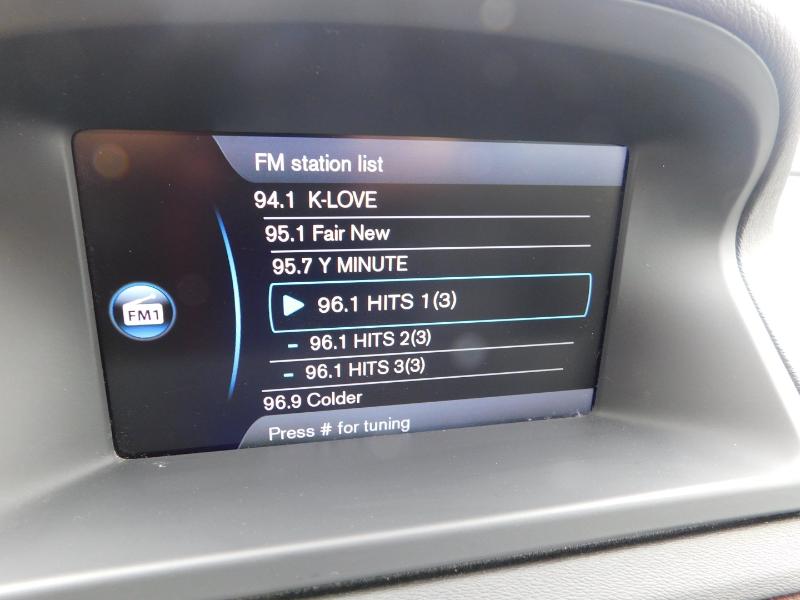 FM station list
94.1 K-LOVE
95.1 Fair New
95.7 Y MINUTE
FM1
96.1 HITS 1(3)
- 96.1 HITS 2(3)
- 96.1 HITS 3(3)
96.9 Colder
Press # for tuning